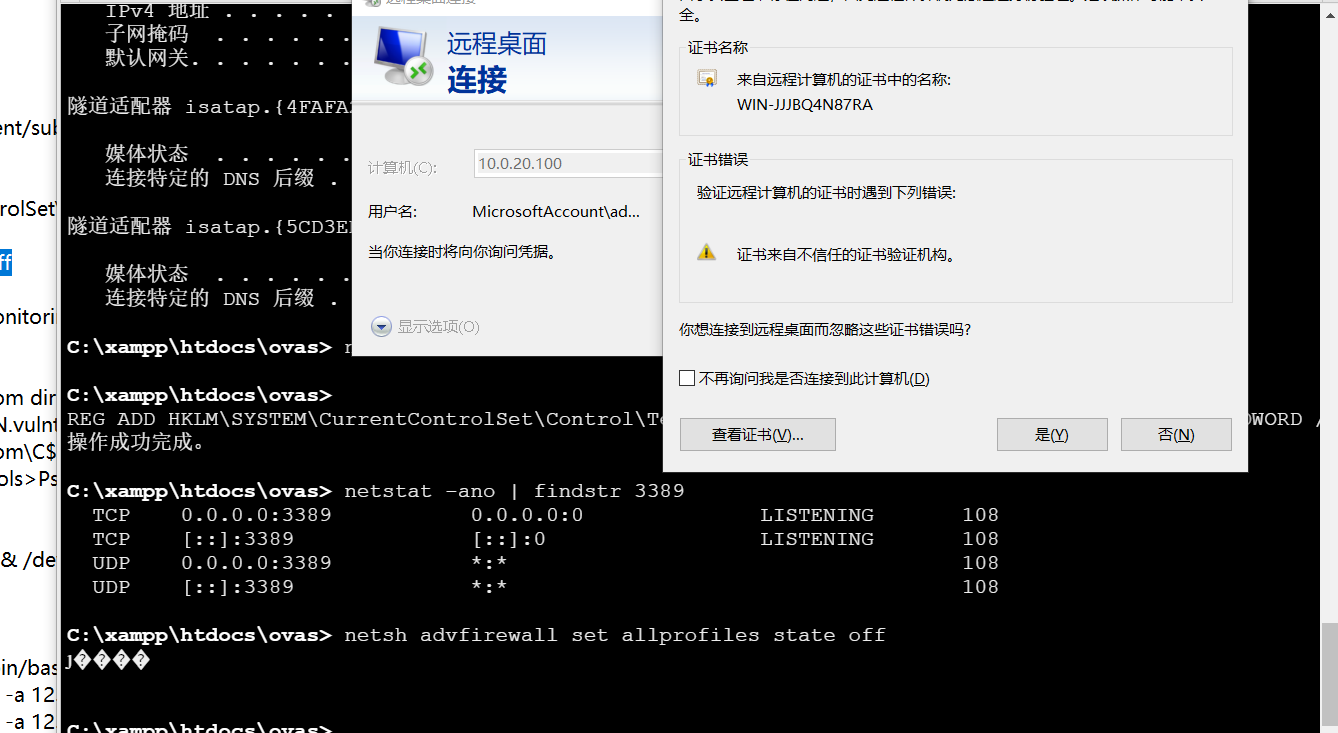 ent/sub
rolSet\
ff
onitorin
om dir
N.vulnt
om\C$
ols>Ps
& /de
in/bas
-a 12
-a 12
IPv4 地址 . . . . .
子网掩码 . . . . . .
默认网关. . . . . . .
隧道适配器 isatap.{4FAFA
媒体状态 . . . . . .
连接特定的 DNS 后缀 .
隧道适配器 isatap.{5CD3E
媒体状态 . . . . . .
连接特定的 DNS 后缀 .
C:\xampp\htdocs\ovas>
C:\xampp\htdocs\ovas>
REG ADD HKLM\SYSTEM\CurrentControlSet\Control\Te
DWORD /
操作成功完成。
C:\xampp\htdocs\ovas> netstat -ano | findstr 3389
TCP 0.0.0.0:3389 0.0.0.0:0 LISTENING 108
TCP [::]:3389 [::]:0 LISTENING 108
UDP 0.0.0.0:3389 *:* 108
UDP [::]:3389 *:* 108
C:\xampp\htdocs\ovas> netsh advfirewall set allprofiles state off
J����
C:\xampp\htdocs\ovas>
远程桌面连接
远程桌面
连接
计算机(C):
10.0.20.100
用户名:
MicrosoftAccount\ad...
当你连接时将向你询问凭据。
显示选项(O)
全。
证书名称
来自远程计算机的证书中的名称:
WIN-JJJBQ4N87RA
证书错误
验证远程计算机的证书时遇到下列错误:
证书来自不信任的证书验证机构。
你想连接到远程桌面而忽略这些证书错误吗?
不再询问我是否连接到此计算机(D)
查看证书(V)...
是(Y)
否(N)